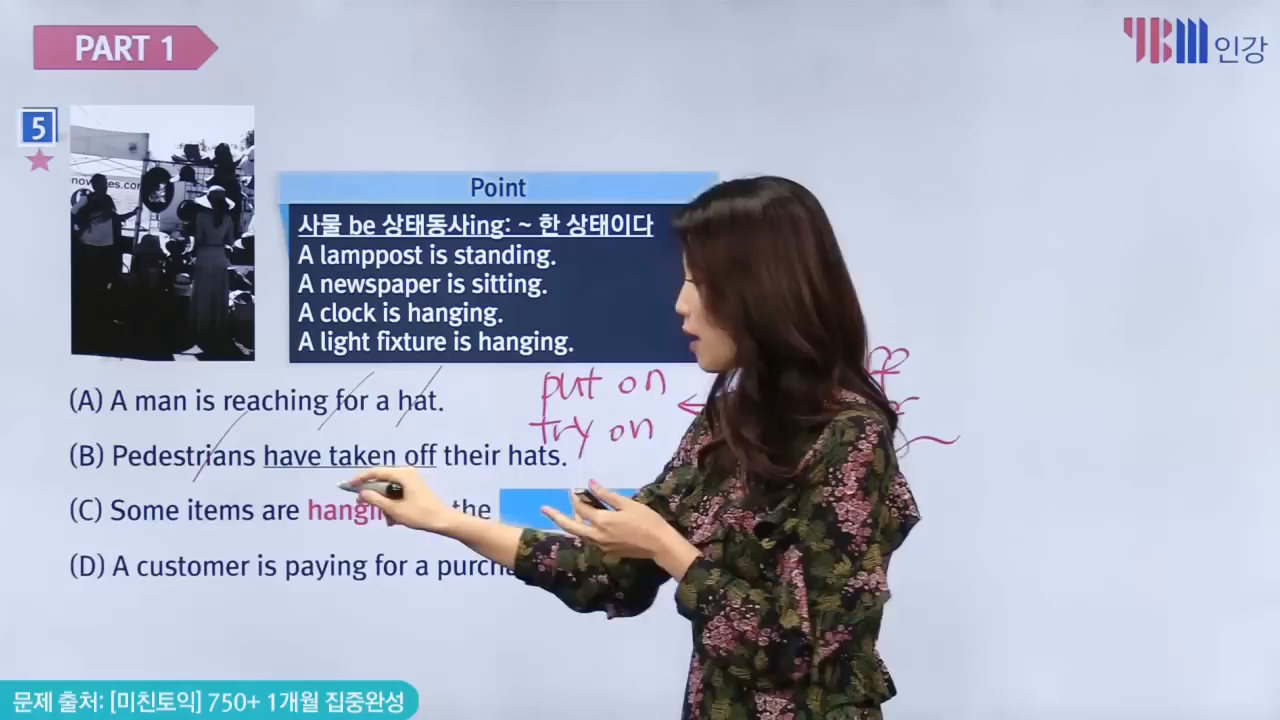 PART 1
YBM 인강
5
Point
사물 be 상태동사ing: ~ 한 상태이다
A lamppost is standing.
A newspaper is sitting.
A clock is hanging.
A light fixture is hanging.
(A) A man is reaching for a hat.
put on
try on
(B) Pedestrians have taken off their hats.
(C) Some items are the
(D) A customer is paying for a
문제 출처: [미친토익] 750+ 1개월 집중완성